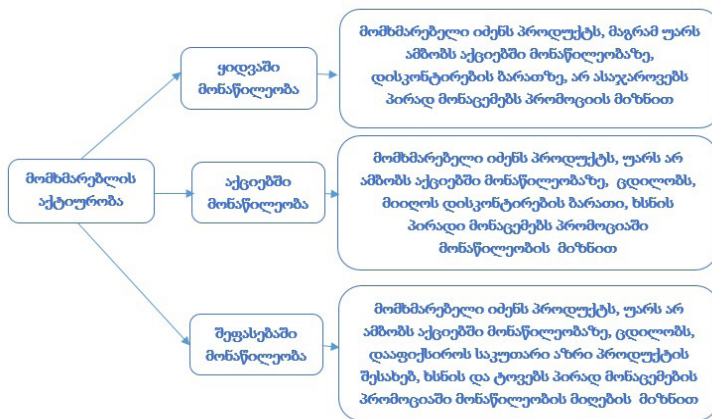 მომხმარებლის
აქტიურობა
ყიდვაში
მონაწილეობა
მომხმარებელი იძენს პროდუქტს, მაგრამ უარს
ამბობს აქციებში მონაწილეობაზე,
დისკონტირების ბარათზე, არ ასაჯაროვებს
პირად მონაცემებს პრომოციის მიზნით
აქციებში
მონაწილეობა
მომხმარებელი იძენს პროდუქტს, უარს არ
ამბობს აქციებში მონაწილეობაზე, ცდილობს,
მიიღოს დისკონტირების ბარათი, ხსნის
პირადი მონაცემებს პრომოციაში
მონაწილეობის მიზნით
შეფასებაში
მონაწილეობა
მომხმარებელი იძენს პროდუქტს, უარს არ
ამბობს აქციებში მონაწილეობაზე, ცდილობს,
დააფიქსიროს საკუთარი აზრი პროდუქტის
შესახებ, ხსნის და ტოვებს პირად მონაცემების
პრომოციაში მონაწილეობის მიღების მიზნით